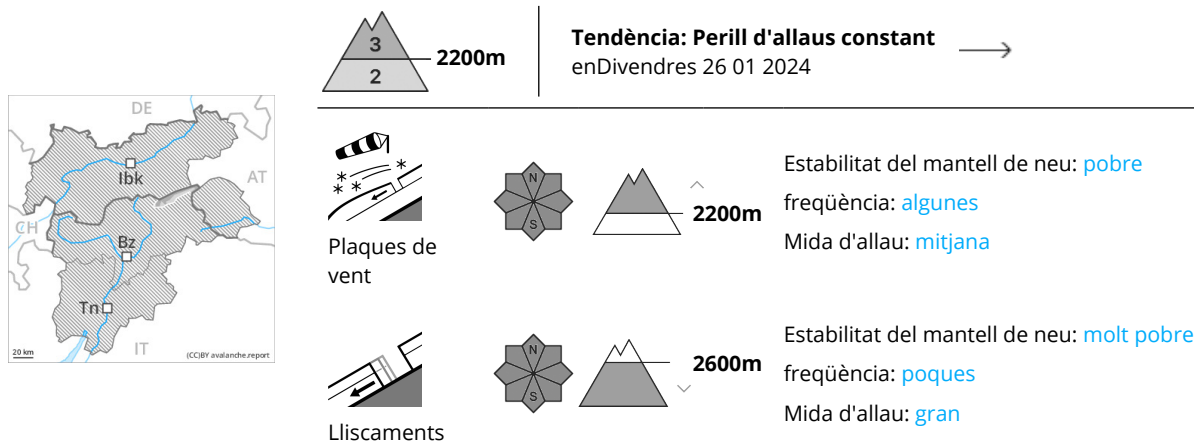 3
2
2200m
Tendència: Perill d'allaus constant
enDivendres 26 01 2024
DE
Ibk
AT
CH
Bz
Tn
IT
20 km
(CC)BY avalanche.report
Plaques de
vent
N
S
2200m
Estabilitat del mantell de neu: pobre
freqüència: algunes
Mida d'allau: mitjana
Lliscaments
N
S
2600m
Estabilitat del mantell de neu: molt pobre
freqüència: poques
Mida d'allau: gran